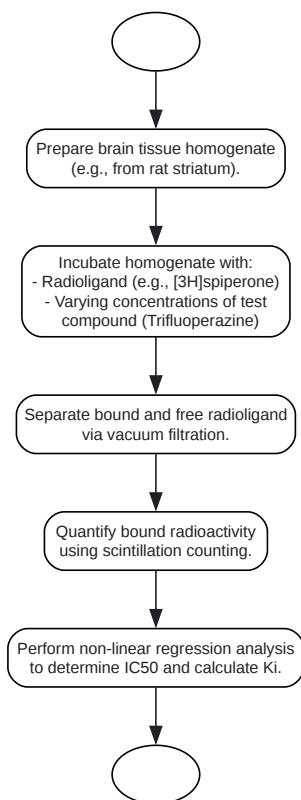 Prepare brain tissue homogenate
(e.g., from rat striatum).
Incubate homogenate with:
- Radioligand (e.g., [3H]spiperone)
- Varying concentrations of test
compound (Trifluoperazine)
Separate bound and free radioligand
via vacuum filtration.
Quantify bound radioactivity
using scintillation counting.
Perform non-linear regression analysis
to determine IC50 and calculate Ki.